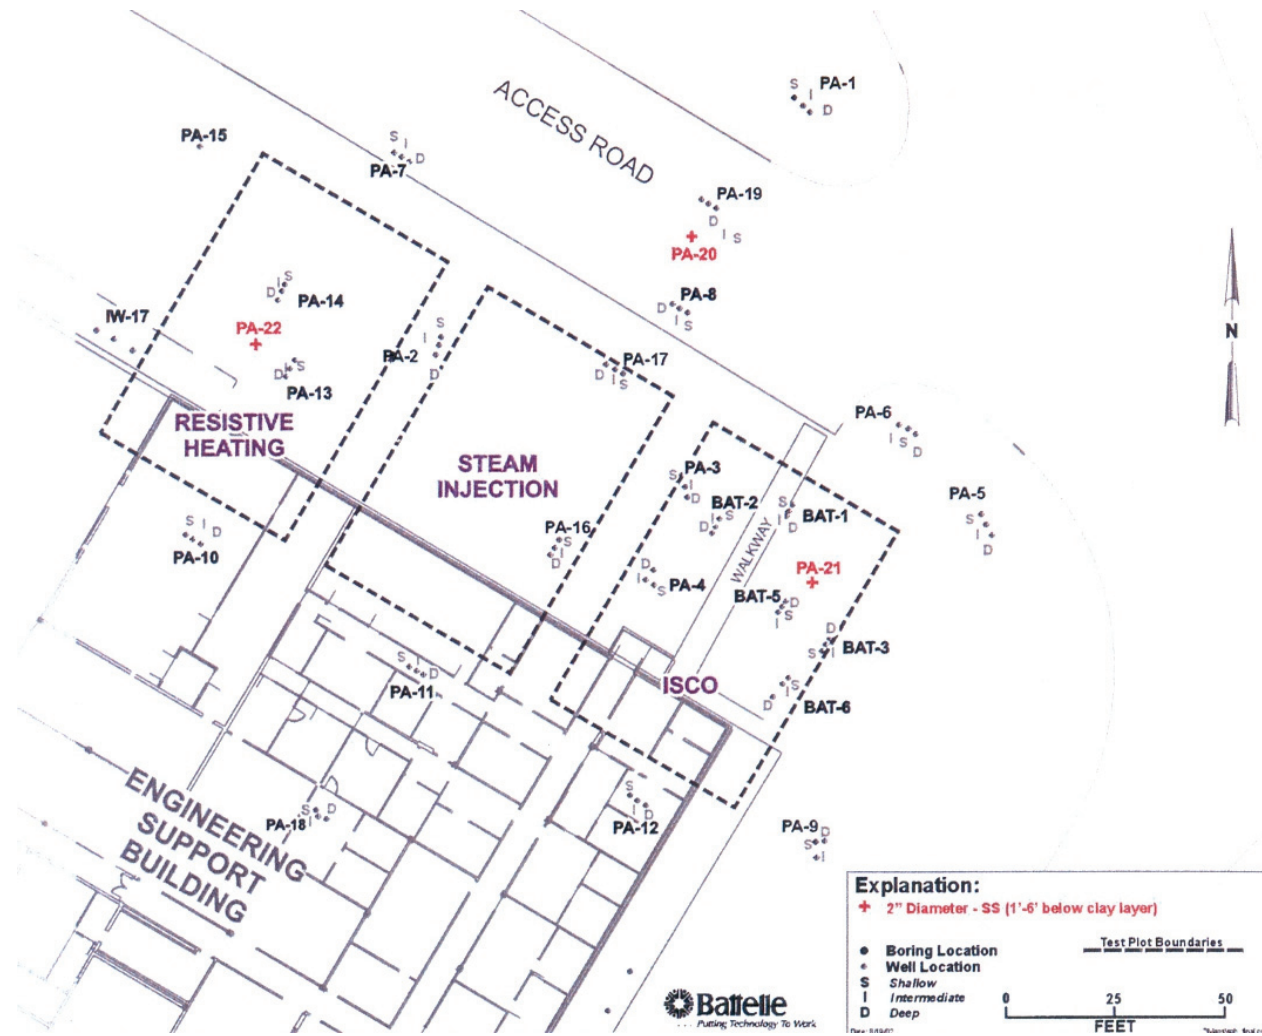 S I D PA-1
ACCESS ROAD
PA-15
S I D
PA-7
PA-19
D I S
PA-20
D I S PA-8
D I S PA-14
IW-17
PA-22
I S
PA-2
D
D I S PA-17
D I S
PA-13
RESISTIVE
HEATING
STEAM
INJECTION
N
PA-6
I S D
PA-5
S I D
S I D PA-3
BAT-2
D I S
S I D BAT-1
WALKWAY
PA-16
D I S
S I D
PA-10
D I S PA-4
PA-21
BAT-5
D I S
D S I BAT-3
ISCO
S I D BAT-6
S I D
PA-11
ENGINEERING
SUPPORT
BUILDING
PA-18 S I D
S I D
PA-12
PA-9 D
S I
Explanation:
2" Diameter - SS (1'-6' below clay layer)
Boring Location
Well Location
S Shallow
I Intermediate
D Deep
Test Plot Boundaries
0 25 50
FEET
Battelle
... Putting Technology To Work